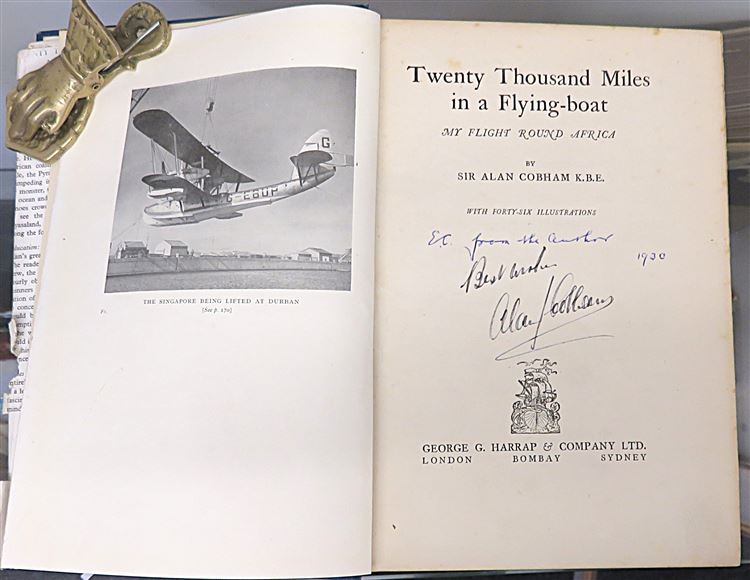 G
G-EBUP
THE SINGAPORE BEING LIFTED AT DURBAN
[See p. 170]
Fr.
Twenty Thousand Miles
in a Flying-boat
MY FLIGHT ROUND AFRICA
BY
SIR ALAN COBHAM K.B.E.
WITH FORTY-SIX ILLUSTRATIONS
E.C. from the author
1930
Best wishes
Alan J Cobham
GEORGE G. HARRAP & COMPANY LTD.
LONDON BOMBAY SYDNEY